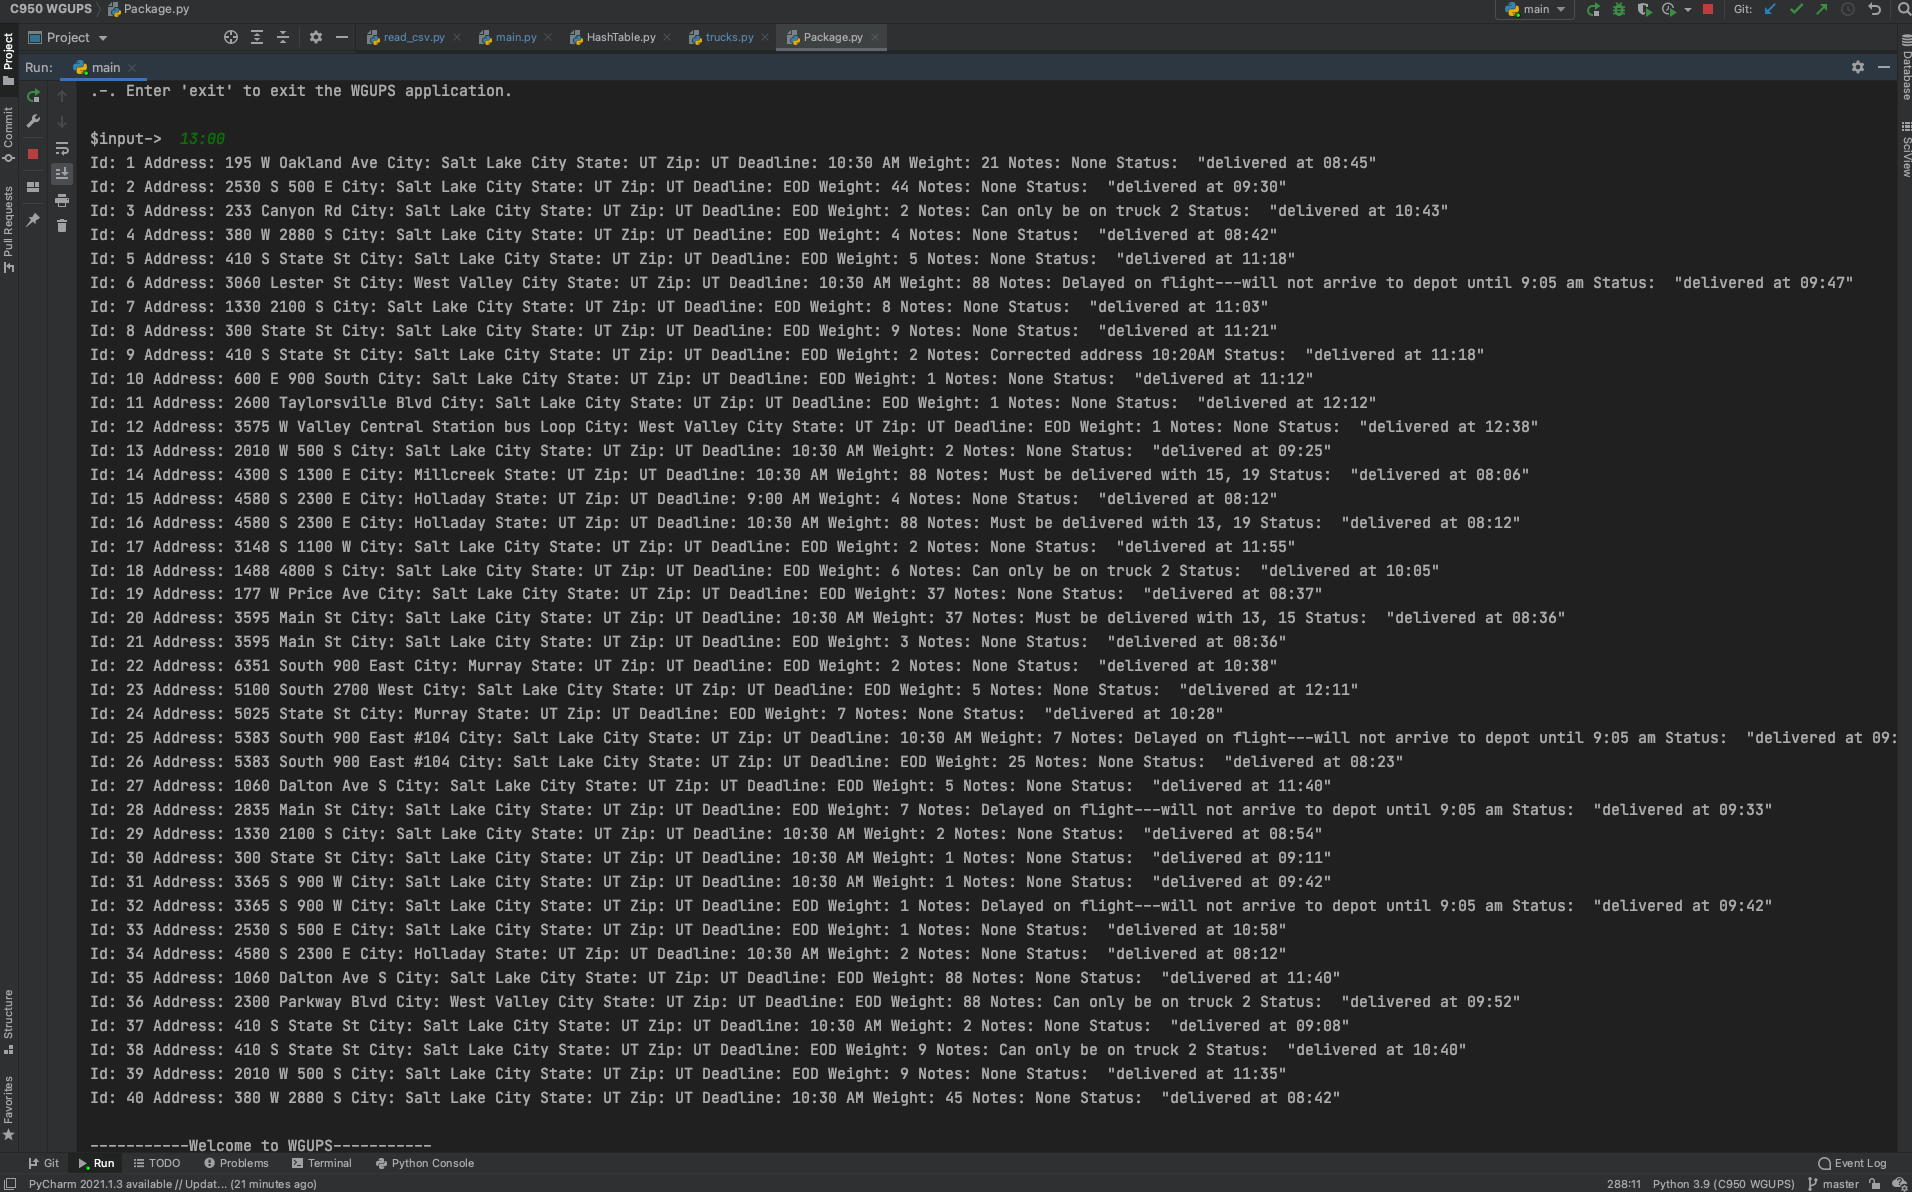 C950 WGUPS Package.py main Git:
Project read_csv.py main.py HashTable.py trucks.py Package.py
Run: main
.-. Enter 'exit' to exit the WGUPS application.
$input-> 13:00
Id: 1 Address: 195 W Oakland Ave City: Salt Lake City State: UT Zip: UT Deadline: 10:30 AM Weight: 21 Notes: None Status:  "delivered at 08:45"
Id: 2 Address: 2530 S 500 E City: Salt Lake City State: UT Zip: UT Deadline: EOD Weight: 44 Notes: None Status:  "delivered at 09:30"
Id: 3 Address: 233 Canyon Rd City: Salt Lake City State: UT Zip: UT Deadline: EOD Weight: 2 Notes: Can only be on truck 2 Status:  "delivered at 10:43"
Id: 4 Address: 380 W 2880 S City: Salt Lake City State: UT Zip: UT Deadline: EOD Weight: 4 Notes: None Status:  "delivered at 08:42"
Id: 5 Address: 410 S State St City: Salt Lake City State: UT Zip: UT Deadline: EOD Weight: 5 Notes: None Status:  "delivered at 11:18"
Id: 6 Address: 3060 Lester St City: West Valley City State: UT Zip: UT Deadline: 10:30 AM Weight: 88 Notes: Delayed on flight---will not arrive to depot until 9:05 am Status:  "delivered at 09:47"
Id: 7 Address: 1330 2100 S City: Salt Lake City State: UT Zip: UT Deadline: EOD Weight: 8 Notes: None Status:  "delivered at 11:03"
Id: 8 Address: 300 State St City: Salt Lake City State: UT Zip: UT Deadline: EOD Weight: 9 Notes: None Status:  "delivered at 11:21"
Id: 9 Address: 410 S State St City: Salt Lake City State: UT Zip: UT Deadline: EOD Weight: 2 Notes: Corrected address 10:20AM Status:  "delivered at 11:18"
Id: 10 Address: 600 E 900 South City: Salt Lake City State: UT Zip: UT Deadline: EOD Weight: 1 Notes: None Status:  "delivered at 11:12"
Id: 11 Address: 2600 Taylorsville Blvd City: Salt Lake City State: UT Zip: UT Deadline: EOD Weight: 1 Notes: None Status:  "delivered at 12:12"
Id: 12 Address: 3575 W Valley Central Station bus Loop City: West Valley City State: UT Zip: UT Deadline: EOD Weight: 1 Notes: None Status:  "delivered at 12:38"
Id: 13 Address: 2010 W 500 S City: Salt Lake City State: UT Zip: UT Deadline: 10:30 AM Weight: 2 Notes: None Status:  "delivered at 09:25"
Id: 14 Address: 4300 S 1300 E City: Millcreek State: UT Zip: UT Deadline: 10:30 AM Weight: 88 Notes: Must be delivered with 15, 19 Status:  "delivered at 08:06"
Id: 15 Address: 4580 S 2300 E City: Holladay State: UT Zip: UT Deadline: 9:00 AM Weight: 4 Notes: None Status:  "delivered at 08:12"
Id: 16 Address: 4580 S 2300 E City: Holladay State: UT Zip: UT Deadline: 10:30 AM Weight: 88 Notes: Must be delivered with 13, 19 Status:  "delivered at 08:12"
Id: 17 Address: 3148 S 1100 W City: Salt Lake City State: UT Zip: UT Deadline: EOD Weight: 2 Notes: None Status:  "delivered at 11:55"
Id: 18 Address: 1488 4800 S City: Salt Lake City State: UT Zip: UT Deadline: EOD Weight: 6 Notes: Can only be on truck 2 Status:  "delivered at 10:05"
Id: 19 Address: 177 W Price Ave City: Salt Lake City State: UT Zip: UT Deadline: EOD Weight: 37 Notes: None Status:  "delivered at 08:37"
Id: 20 Address: 3595 Main St City: Salt Lake City State: UT Zip: UT Deadline: 10:30 AM Weight: 37 Notes: Must be delivered with 13, 15 Status:  "delivered at 08:36"
Id: 21 Address: 3595 Main St City: Salt Lake City State: UT Zip: UT Deadline: EOD Weight: 3 Notes: None Status:  "delivered at 08:36"
Id: 22 Address: 6351 South 900 East City: Murray State: UT Zip: UT Deadline: EOD Weight: 2 Notes: None Status:  "delivered at 10:38"
Id: 23 Address: 5100 South 2700 West City: Salt Lake City State: UT Zip: UT Deadline: EOD Weight: 5 Notes: None Status:  "delivered at 12:11"
Id: 24 Address: 5025 State St City: Murray State: UT Zip: UT Deadline: EOD Weight: 7 Notes: None Status:  "delivered at 10:28"
Id: 25 Address: 5383 South 900 East #104 City: Salt Lake City State: UT Zip: UT Deadline: 10:30 AM Weight: 7 Notes: Delayed on flight---will not arrive to depot until 9:05 am Status:  "delivered at 09:
Id: 26 Address: 5383 South 900 East #104 City: Salt Lake City State: UT Zip: UT Deadline: EOD Weight: 25 Notes: None Status:  "delivered at 08:23"
Id: 27 Address: 1060 Dalton Ave S City: Salt Lake City State: UT Zip: UT Deadline: EOD Weight: 5 Notes: None Status:  "delivered at 11:40"
Id: 28 Address: 2835 Main St City: Salt Lake City State: UT Zip: UT Deadline: EOD Weight: 7 Notes: Delayed on flight---will not arrive to depot until 9:05 am Status:  "delivered at 09:33"
Id: 29 Address: 1330 2100 S City: Salt Lake City State: UT Zip: UT Deadline: 10:30 AM Weight: 2 Notes: None Status:  "delivered at 08:54"
Id: 30 Address: 300 State St City: Salt Lake City State: UT Zip: UT Deadline: 10:30 AM Weight: 1 Notes: None Status:  "delivered at 09:11"
Id: 31 Address: 3365 S 900 W City: Salt Lake City State: UT Zip: UT Deadline: 10:30 AM Weight: 1 Notes: None Status:  "delivered at 09:42"
Id: 32 Address: 3365 S 900 W City: Salt Lake City State: UT Zip: UT Deadline: EOD Weight: 1 Notes: Delayed on flight---will not arrive to depot until 9:05 am Status:  "delivered at 09:42"
Id: 33 Address: 2530 S 500 E City: Salt Lake City State: UT Zip: UT Deadline: EOD Weight: 1 Notes: None Status:  "delivered at 10:58"
Id: 34 Address: 4580 S 2300 E City: Holladay State: UT Zip: UT Deadline: 10:30 AM Weight: 2 Notes: None Status:  "delivered at 08:12"
Id: 35 Address: 1060 Dalton Ave S City: Salt Lake City State: UT Zip: UT Deadline: EOD Weight: 88 Notes: None Status:  "delivered at 11:40"
Id: 36 Address: 2300 Parkway Blvd City: West Valley City State: UT Zip: UT Deadline: EOD Weight: 88 Notes: Can only be on truck 2 Status:  "delivered at 09:52"
Id: 37 Address: 410 S State St City: Salt Lake City State: UT Zip: UT Deadline: 10:30 AM Weight: 2 Notes: None Status:  "delivered at 09:08"
Id: 38 Address: 410 S State St City: Salt Lake City State: UT Zip: UT Deadline: EOD Weight: 9 Notes: Can only be on truck 2 Status:  "delivered at 10:40"
Id: 39 Address: 2010 W 500 S City: Salt Lake City State: UT Zip: UT Deadline: EOD Weight: 9 Notes: None Status:  "delivered at 11:35"
Id: 40 Address: 380 W 2880 S City: Salt Lake City State: UT Zip: UT Deadline: 10:30 AM Weight: 45 Notes: None Status:  "delivered at 08:42"
-----------Welcome to WGUPS-----------
Project
Commit
Pull Requests
Structure
Favorites
Database
SciView
Git Run TODO Problems Terminal Python Console Event Log
PyCharm 2021.1.3 available // Updat... (21 minutes ago) 288:11 Python 3.9 (C950 WGUPS) master